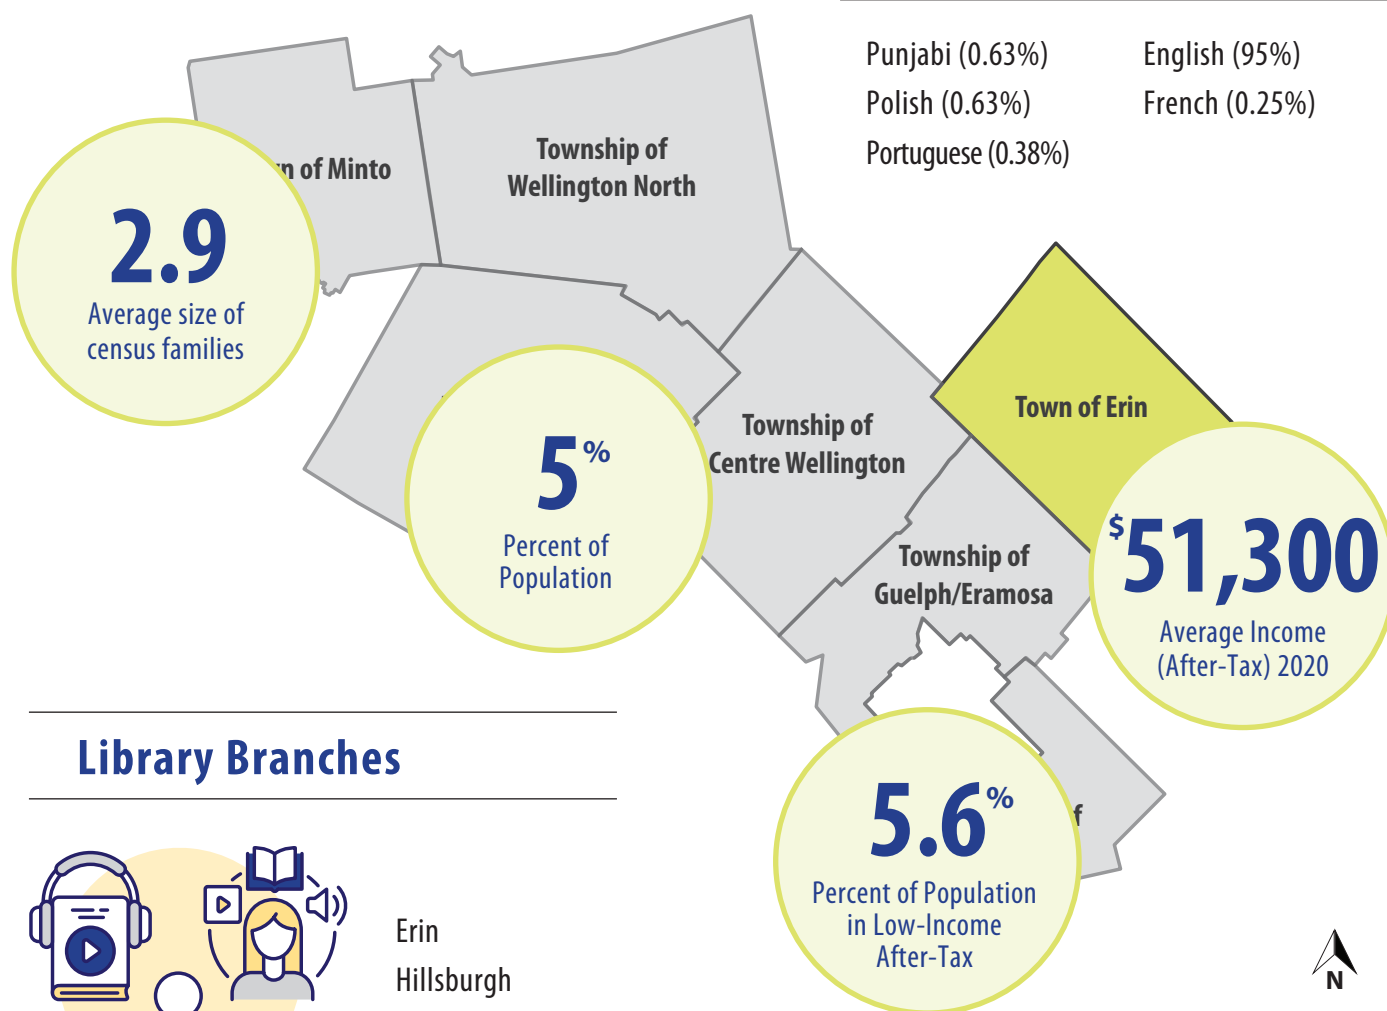 Punjabi (0.63%)
Polish (0.63%)
Portuguese (0.38%)
English (95%)
French (0.25%)
of Minto
Township of
Wellington North
2.9
Average size of
census families
Town of Erin
Township of
Centre Wellington
5%
Percent of
Population
Township of
Guelph/Eramosa
$51,300
Average Income
(After-Tax) 2020
Library Branches
5.6%
Percent of Population
in Low-Income
After-Tax
Erin
Hillsburgh
N